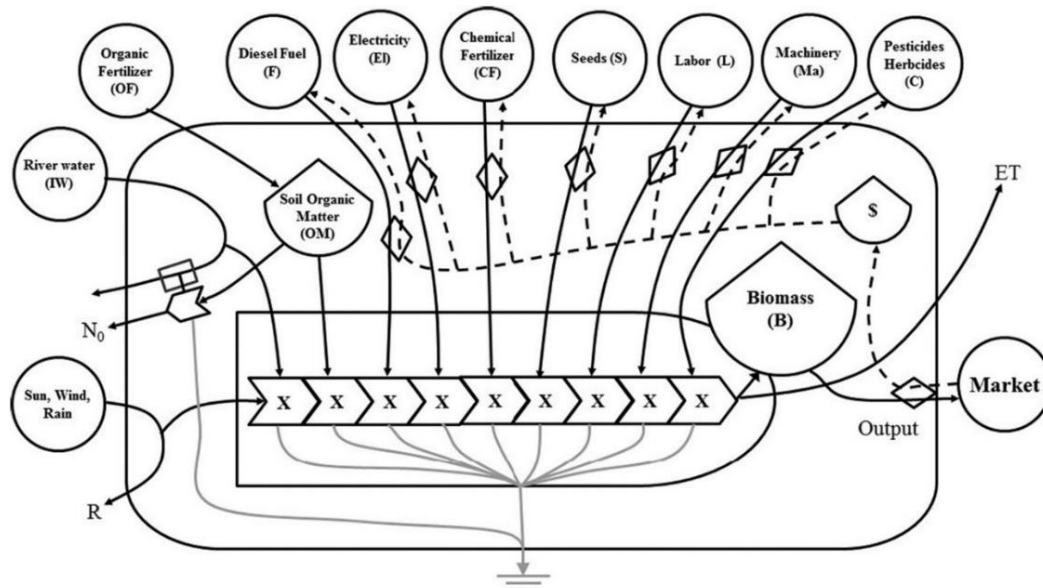 Organic
Fertilizer
(OF)
Diesel Fuel
(F)
Electricity
(El)
Chemical
Fertilizer
(CF)
Seeds (S)
Labor (L)
Machinery
(Ma)
Pesticides
Herbcides
(C)
River water
(IW)
Soil Organic
Matter
(OM)
$
ET
Biomass
(B)
N₀
Sun, Wind,
Rain
X X X X X X X X X
Market
Output
R